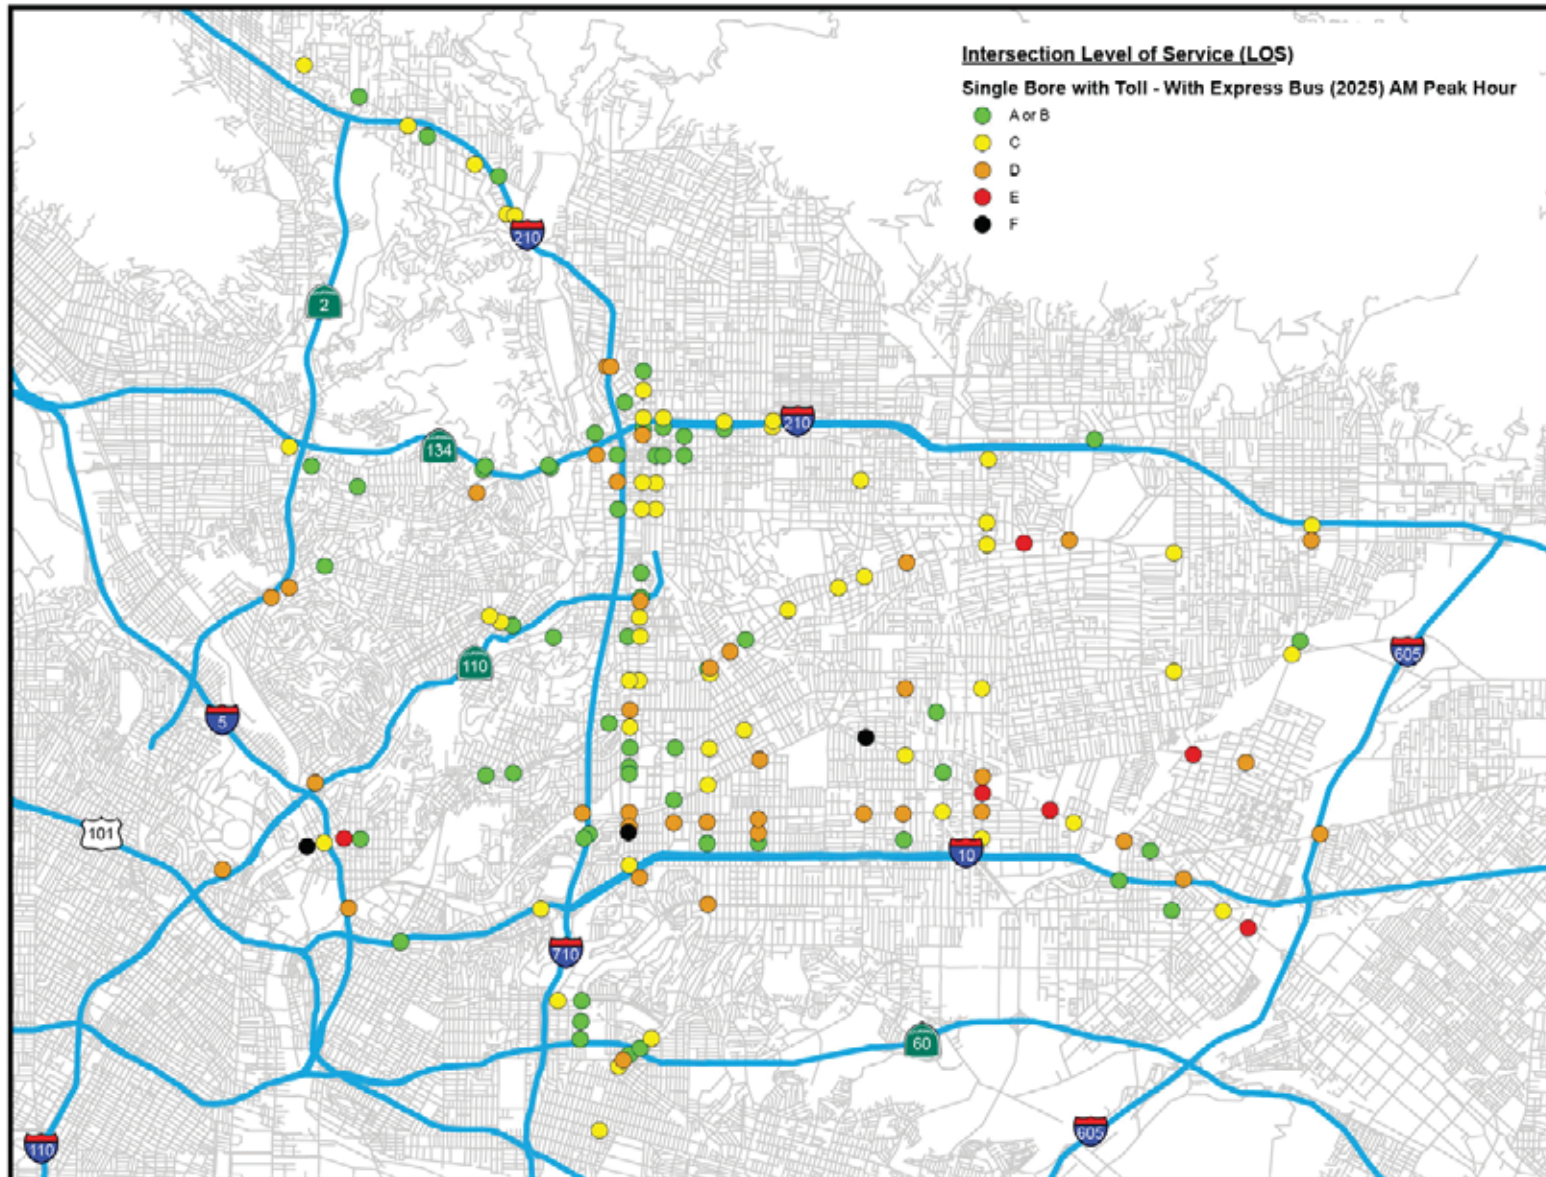 Intersection Level of Service (LOS)
Single Bore with Toll - With Express Bus (2025) AM Peak Hour
A or B
C
D
E
F
210
2
210
134
110
605
5
101
10
710
60
605
110